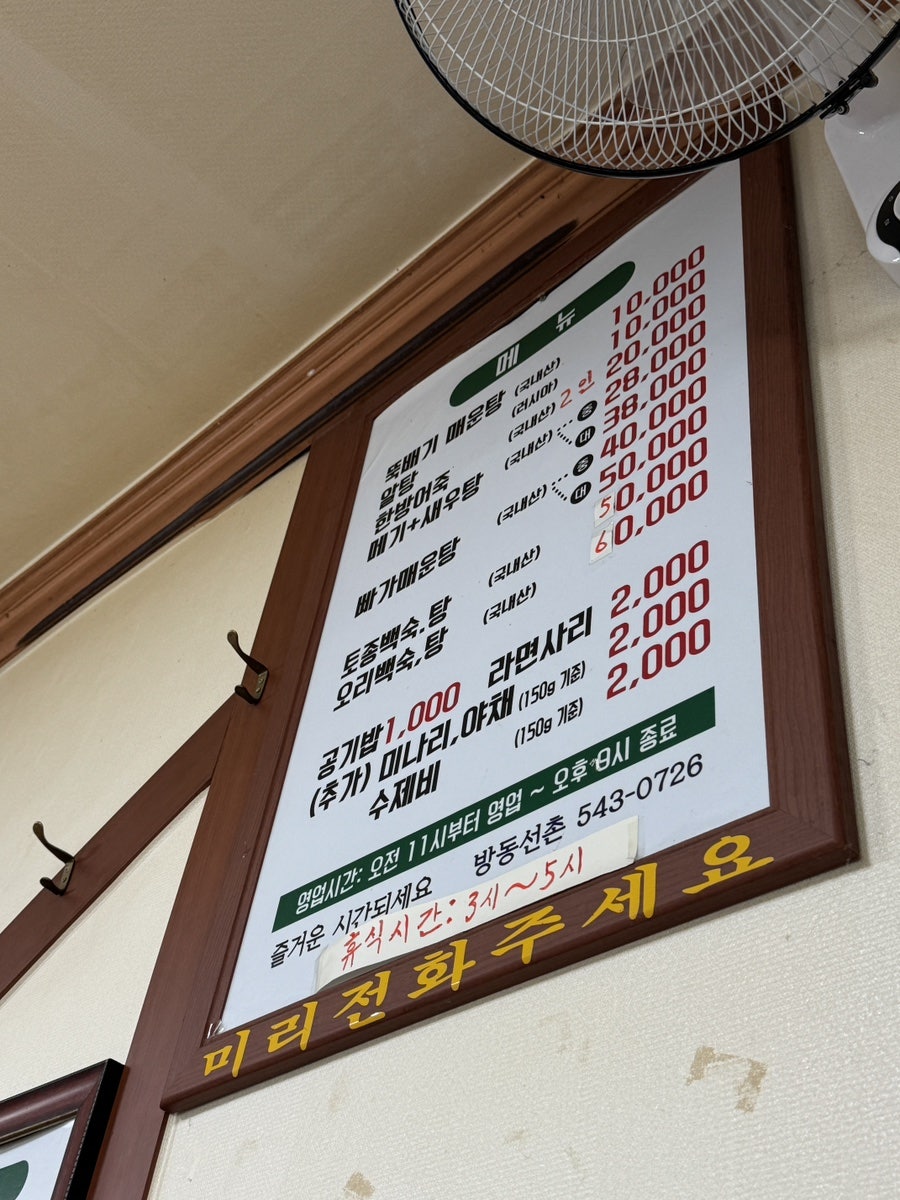 메 뉴
뚝배기 매운탕 (국내산) 10,000
알탕 (러시아) 10,000
한방어죽 (국내산) 2인 20,000
메기+새우탕 (국내산) 중 28,000
대 38,000
빠가매운탕 (국내산) 중 40,000
대 50,000
토종백숙.탕 (국내산) 50,000
오리백숙,탕 (국내산) 60,000
공기밥 1,000 라면사리 2,000
(추가) 미나리,야채 (150g 기준) 2,000
수제비 (150g 기준) 2,000
영업시간: 오전 11시부터 영업 ~ 오후 8시 종료
즐거운 시간되세요 방동선촌 543-0726
휴식시간: 3시~5시
미리전화주세요